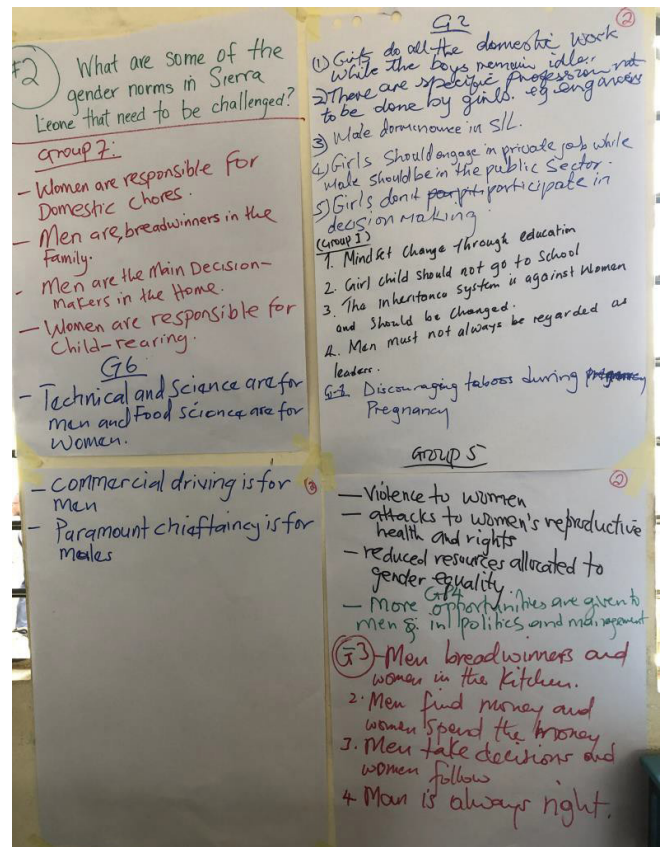 #2
What are some of the
gender norms in Sierra
Leone that need to be challenged?
Group 7:
- Women are responsible for
Domestic Chores.
- Men are breadwinners in the
Family.
- Men are the Main Decision-
makers in the Home.
- Women are responsible for
Child-rearing.
G6
- Technical and Science are for
men and Food science are for
Women.
- Commercial driving is for
men
- Paramount chieftaincy is for
males
3
G2
2
1) Girls do all the domestic work
while the boys remain idle.
2) There are specific profession not
to be done by girls. eg engineers
3) Male dorminounce in S/L.
4) Girls should engage in private job while
male should be in the public sector.
5) Girls don't participate in
decision making
(Group 1)
1. Mindset change through education
2. Girl child should not go to school
3. The inheritance system is against women
and should be changed.
4. Men must not always be regarded as
leaders.
Discouraging taboos during pregnancy
Pregnancy
Group 5
2
- Violence to women
- attacks to women's reproductive
health and rights
- reduced resources allocated to
gender equality
GP4
- More opportunities are given to
men in politics and management
G3 - Men breadwinners and
women in the kitchen.
2. Men find money and
women spend the money
3. Men take decisions and
women follow
4 Man is always right.